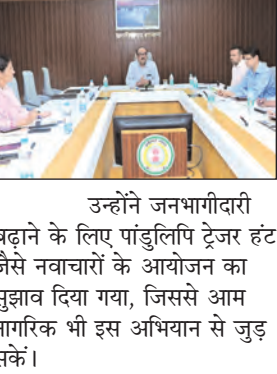 उन्होंने जनभागीदारी
बढ़ाने के लिए पांडुलिपि ट्रेजर हंट
जैसे नवाचारों के आयोजन का
सुझाव दिया गया, जिससे आम
नागरिक भी इस अभियान से जुड़
सकें।